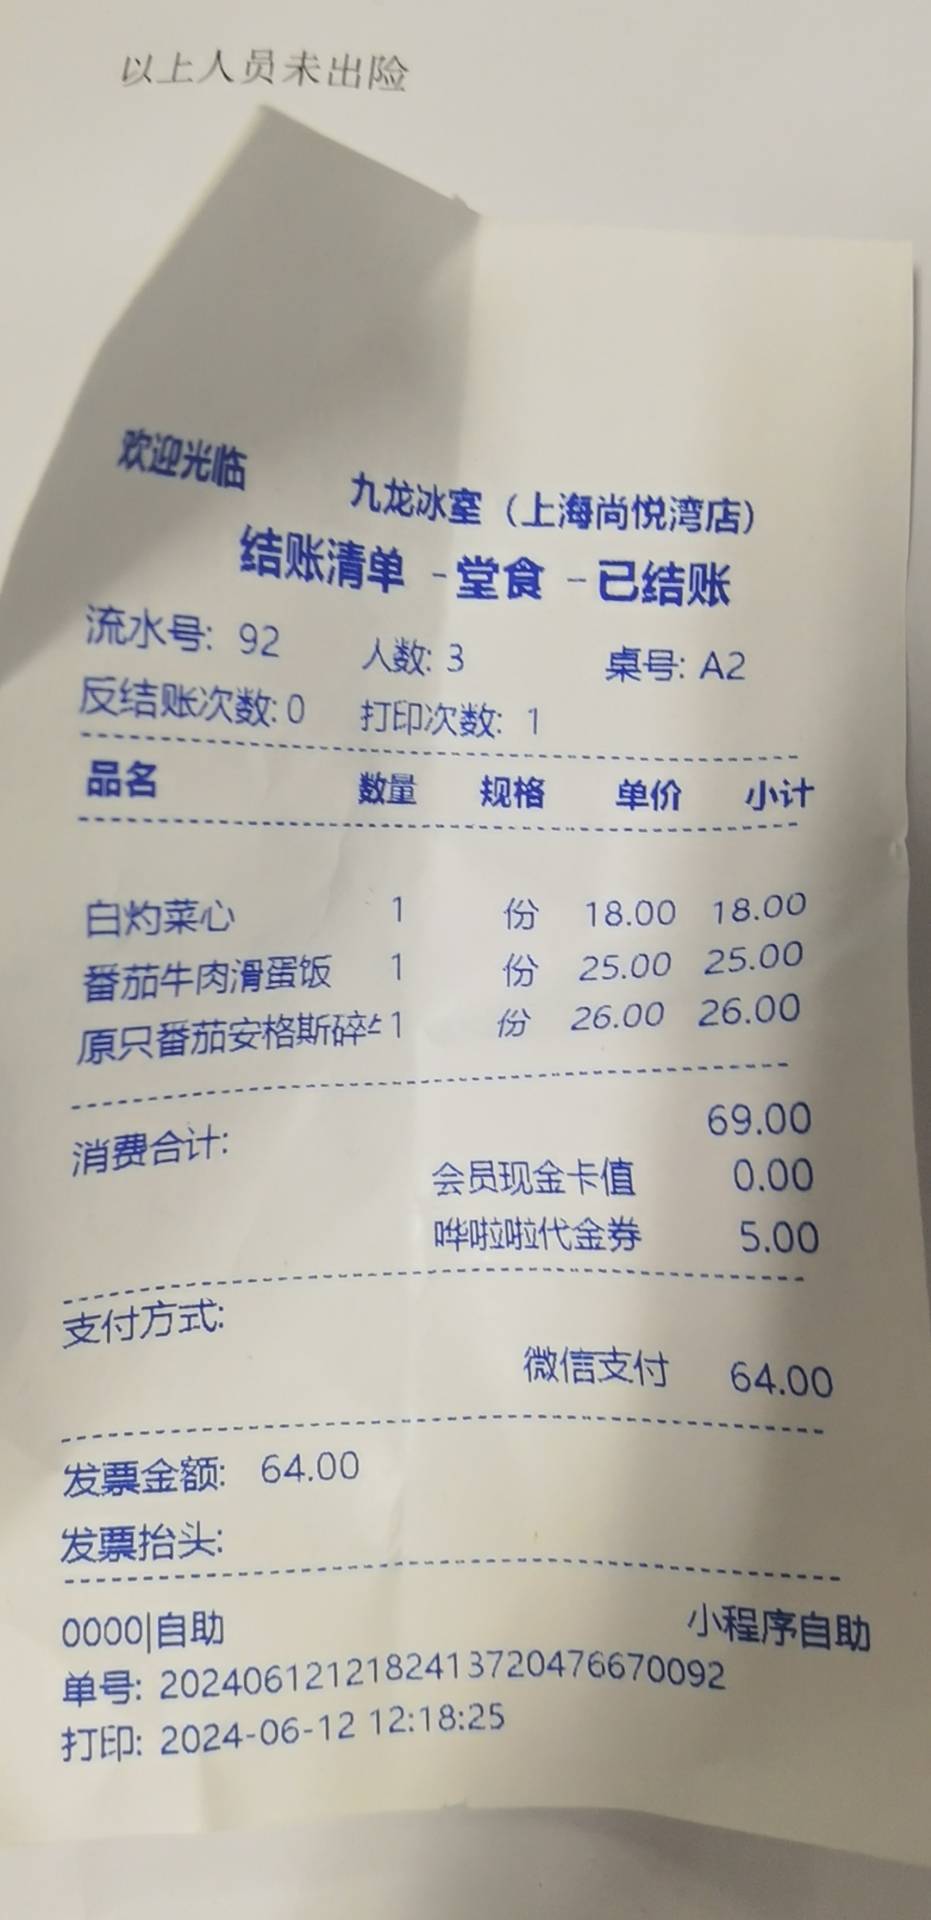 以上人员未出险
欢迎光临
九龙冰室（上海尚悦湾店）
结账清单 - 堂食 - 已结账
流水号: 92 人数: 3 桌号: A2
反结账次数: 0 打印次数: 1
品名 数量 规格 单价 小计
白灼菜心 1 份 18.00 18.00
番茄牛肉滑蛋饭 1 份 25.00 25.00
原只番茄安格斯碎 1 份 26.00 26.00
消费合计: 69.00
会员现金卡值 0.00
哗啦啦代金券 5.00
支付方式:
微信支付 64.00
发票金额: 64.00
发票抬头:
0000|自助 小程序自助
单号: 2024061212182413720476670092
打印: 2024-06-12 12:18:25